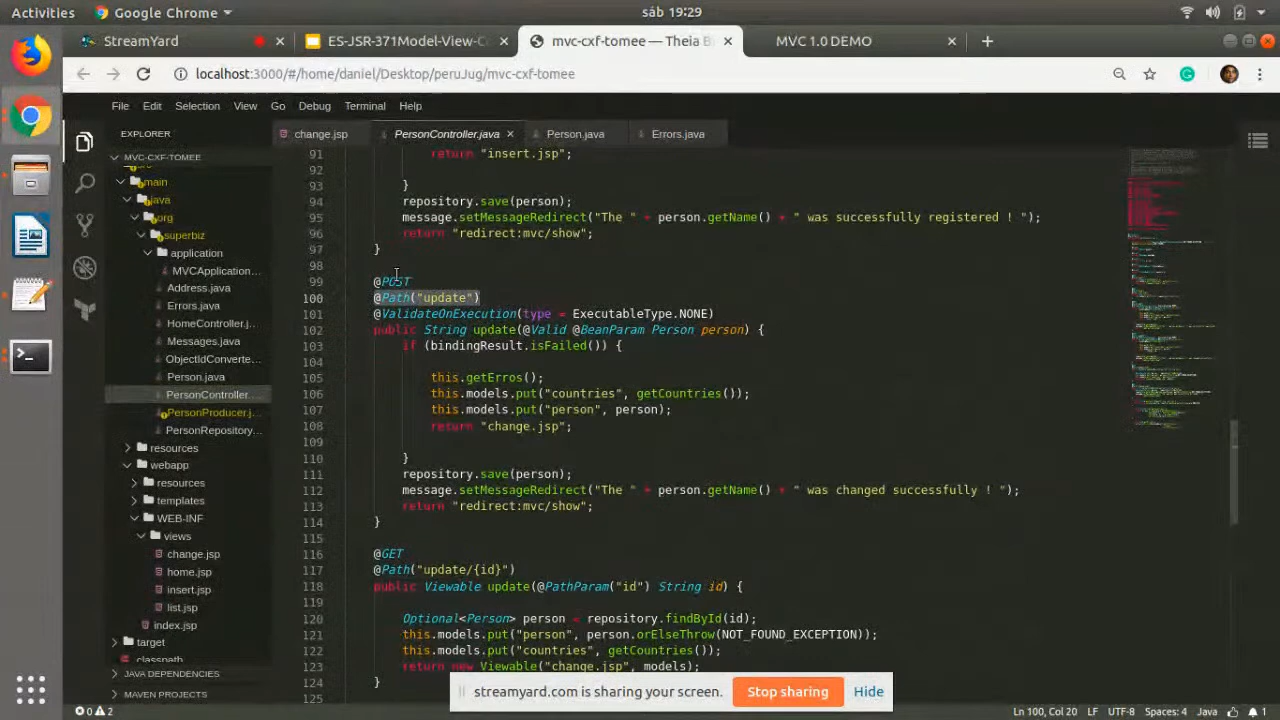 Activities Google Chrome sáb 19:29
StreamYard ES-JSR-371Model-View-C mvc-cxf-tomee — Theia B MVC 1.0 DEMO
localhost:3000/#/home/daniel/Desktop/peruJug/mvc-cxf-tomee
File Edit Selection View Go Debug Terminal Help
EXPLORER
MVC-CXF-TOMEE
main
java
org
superbiz
application
MVCApplication...
Address.java
Errors.java
HomeController.j...
Messages.java
ObjectIdConverte...
Person.java
PersonController....
PersonProducer.j...
PersonRepository...
resources
webapp
resources
templates
WEB-INF
views
change.jsp
home.jsp
insert.jsp
list.jsp
index.jsp
target
.classpath
JAVA DEPENDENCIES
MAVEN PROJECTS
change.jsp PersonController.java Person.java Errors.java
91 return "insert.jsp";
92
93 }
94 repository.save(person);
95 message.setMessageRedirect("The " + person.getName() + " was successfully registered ! ");
96 return "redirect:mvc/show";
97 }
98
99 @POST
100 @Path("update")
101 @ValidateOnExecution(type = ExecutableType.NONE)
102 public String update(@Valid @BeanParam Person person) {
103 if (bindingResult.isFailed()) {
104
105 this.getErros();
106 this.models.put("countries", getCountries());
107 this.models.put("person", person);
108 return "change.jsp";
109
110 }
111 repository.save(person);
112 message.setMessageRedirect("The " + person.getName() + " was changed successfully ! ");
113 return "redirect:mvc/show";
114 }
115
116 @GET
117 @Path("update/{id}")
118 public Viewable update(@PathParam("id") String id) {
119
120 Optional<Person> person = repository.findById(id);
121 this.models.put("person", person.orElseThrow(NOT_FOUND_EXCEPTION));
122 this.models.put("countries", getCountries());
123 return new Viewable("change.jsp", models);
124 }
125
streamyard.com is sharing your screen. Stop sharing Hide
0 2 Ln 100, Col 20 LF UTF-8 Spaces: 4 Java 1